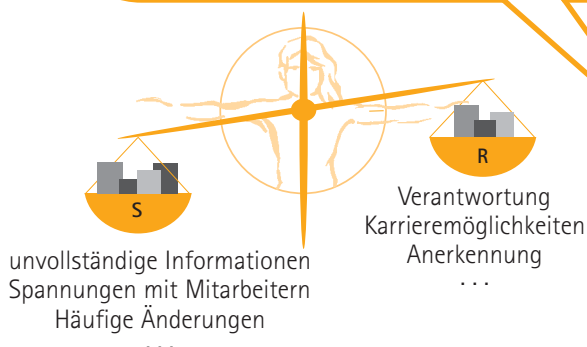 S
unvollständige Informationen
Spannungen mit Mitarbeitern
Häufige Änderungen
. . .
R
Verantwortung
Karrieremöglichkeiten
Anerkennung
. . .